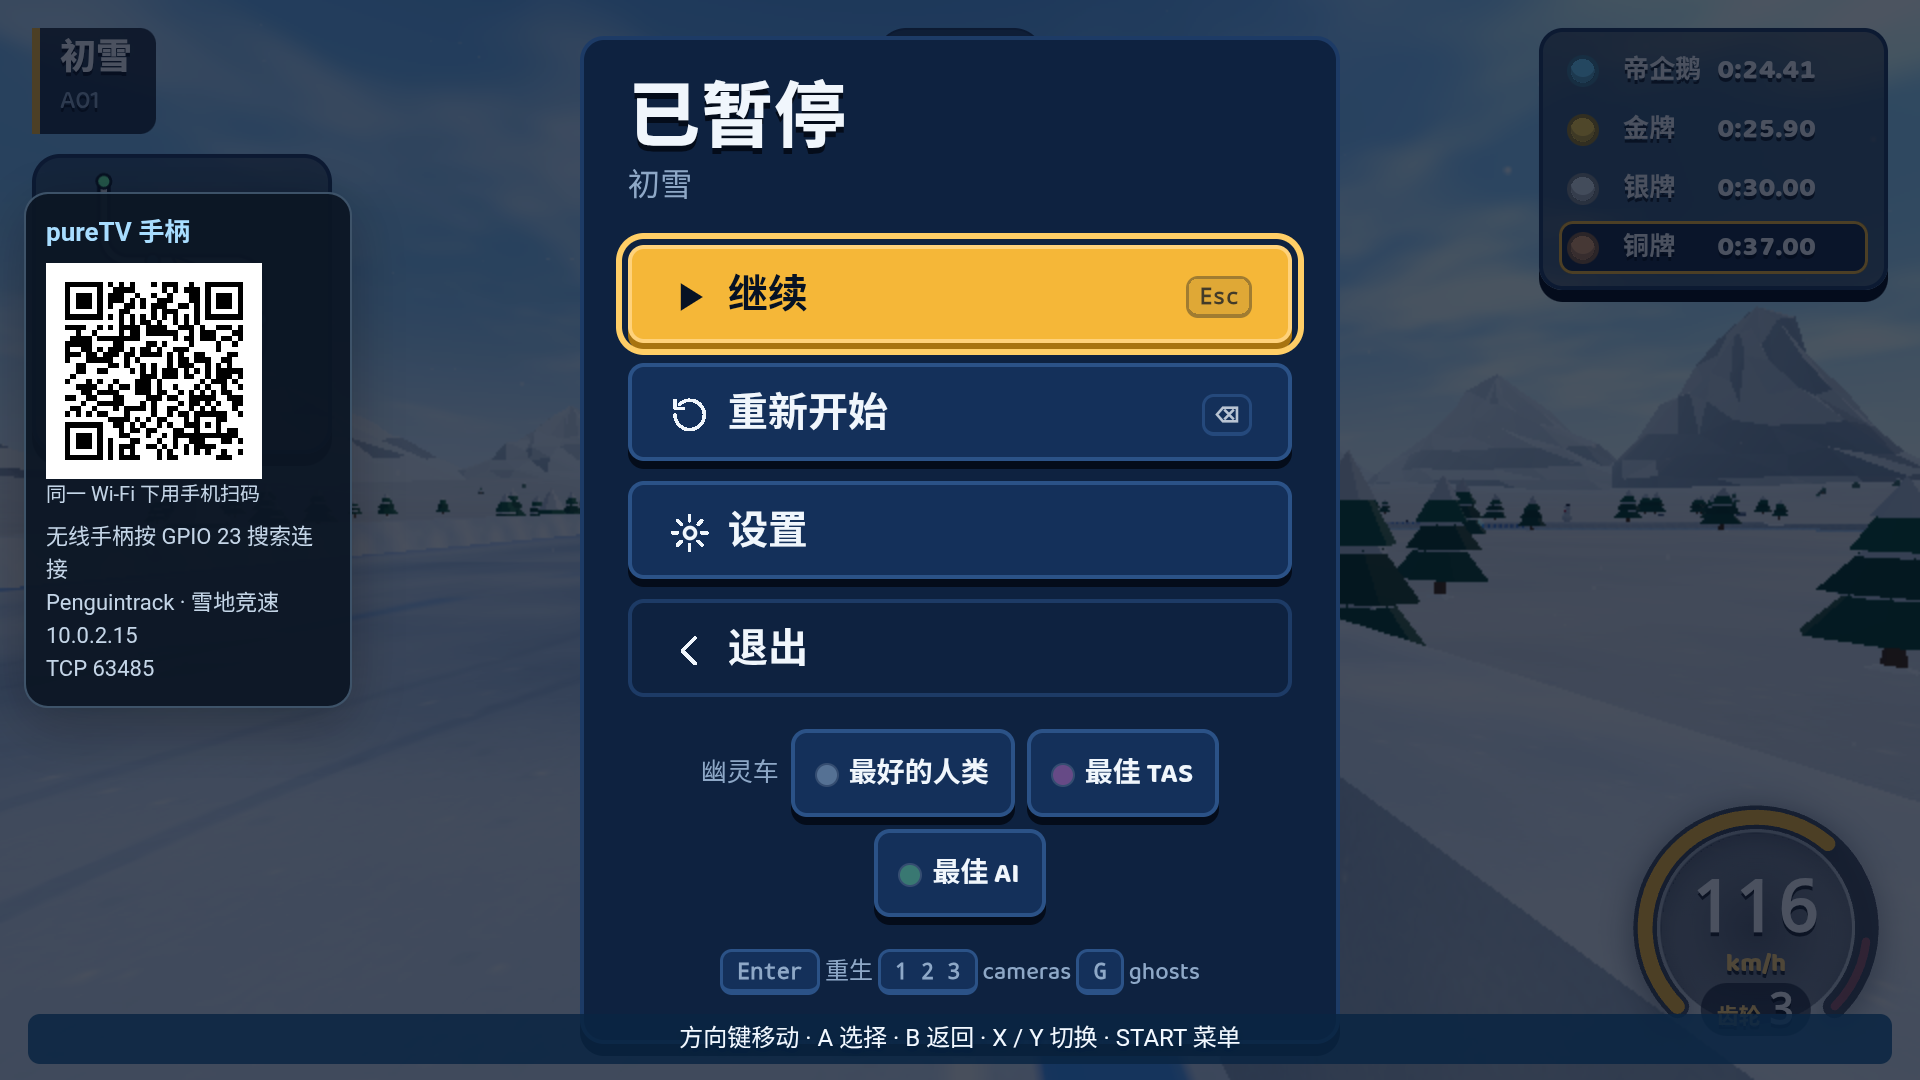 初雪
A01
pureTV 手柄
同一 Wi-Fi 下用手机扫码
无线手柄按 GPIO 23 搜索连
接
Penguintrack · 雪地竞速
10.0.2.15
TCP 63485
已暂停
初雪
继续 Esc
重新开始
设置
退出
幽灵车 最好的人类 最佳 TAS
最佳 AI
Enter 重生 1 2 3 cameras G ghosts
方向键移动 · A 选择 · B 返回 · X / Y 切换 · START 菜单
帝企鹅 0:24.41
金牌 0:25.90
银牌 0:30.00
铜牌 0:37.00
116
km/h
齿轮 3